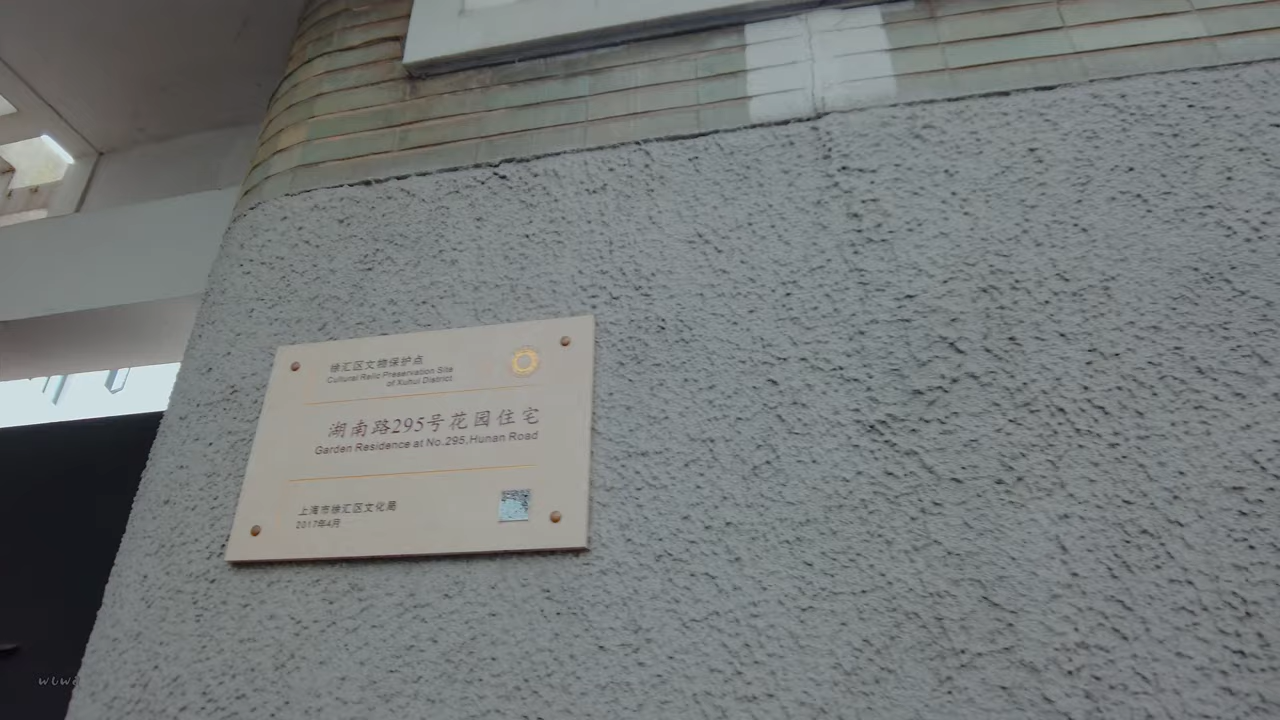 徐汇区文物保护点
Cultural Relic Preservation Site
of Xuhui District
湖南路295号花园住宅
Garden Residence at No.295, Hunan Road
上海市徐汇区文化局
2017年4月